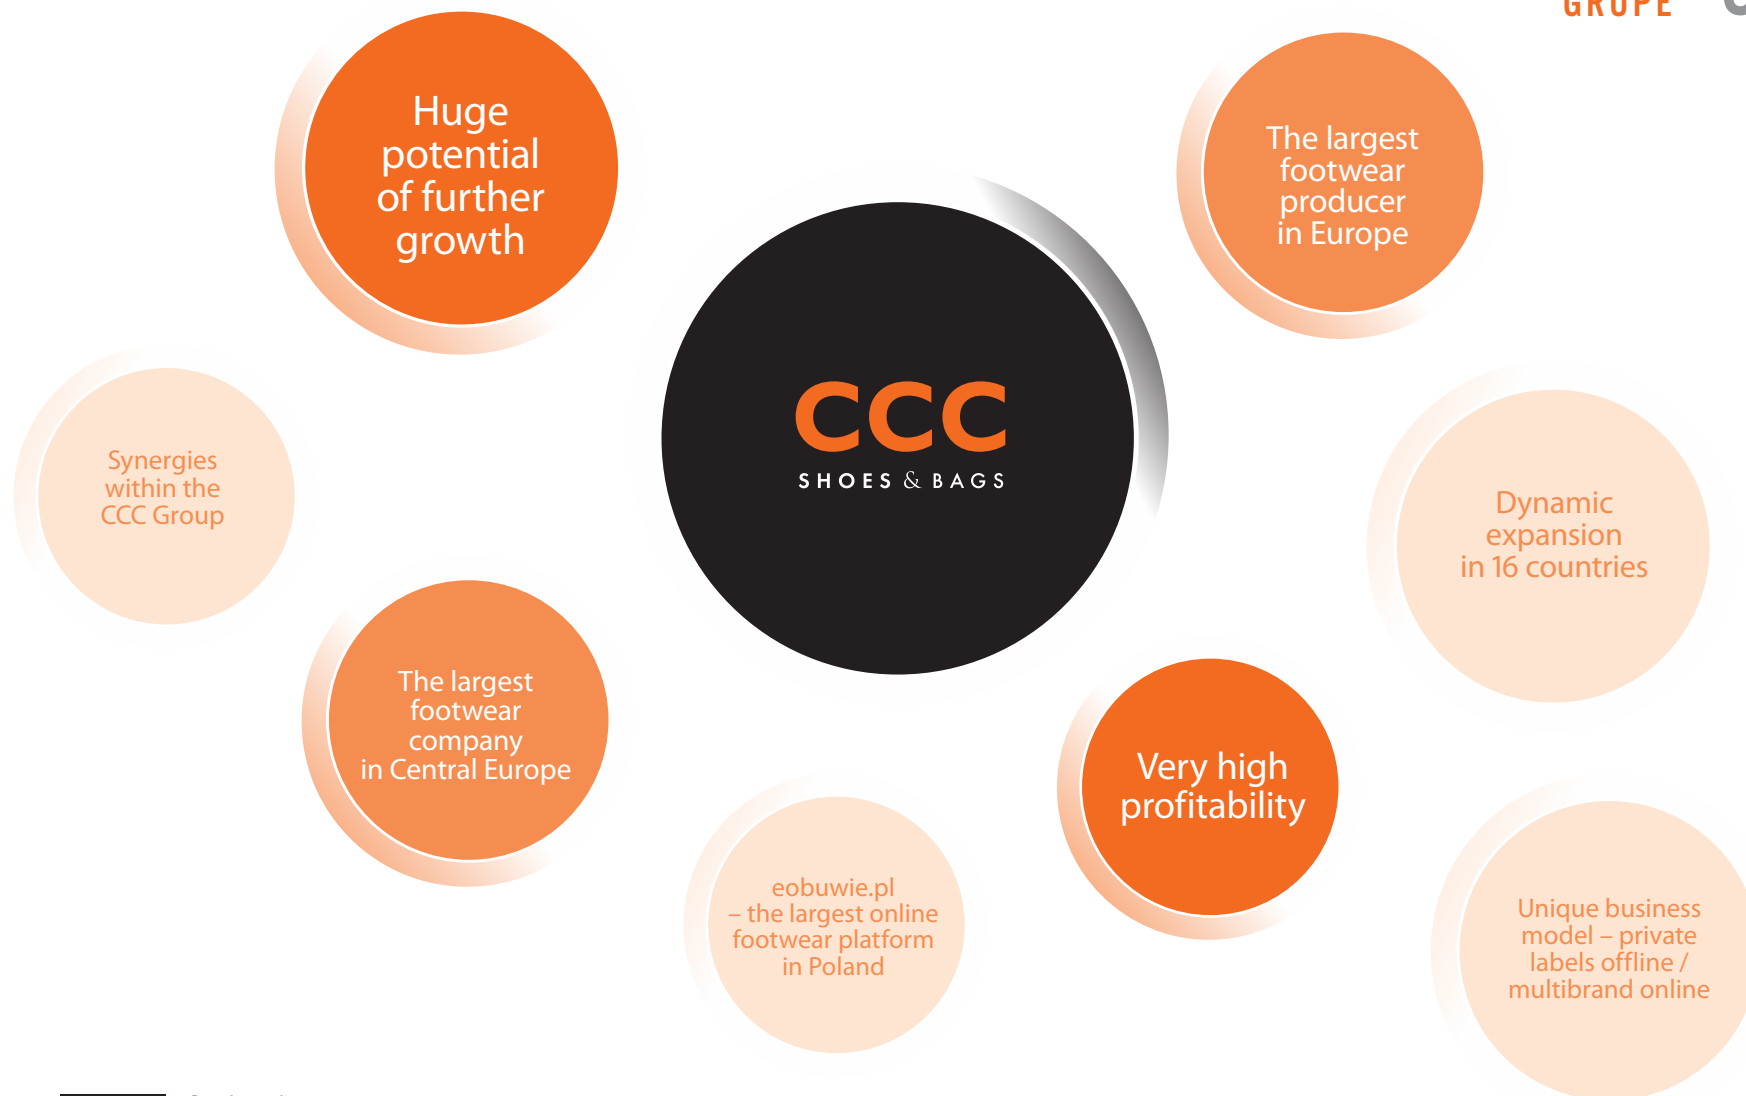 GRUPE
Huge
potential
of further
growth
The largest
footwear
producer
in Europe
CCC
SHOES & BAGS
Synergies
within the
CCC Group
Dynamic
expansion
in 16 countries
The largest
footwear
company
in Central Europe
Very high
profitability
eobuwie.pl
– the largest online
footwear platform
in Poland
Unique business
model – private
labels offline /
multibrand online